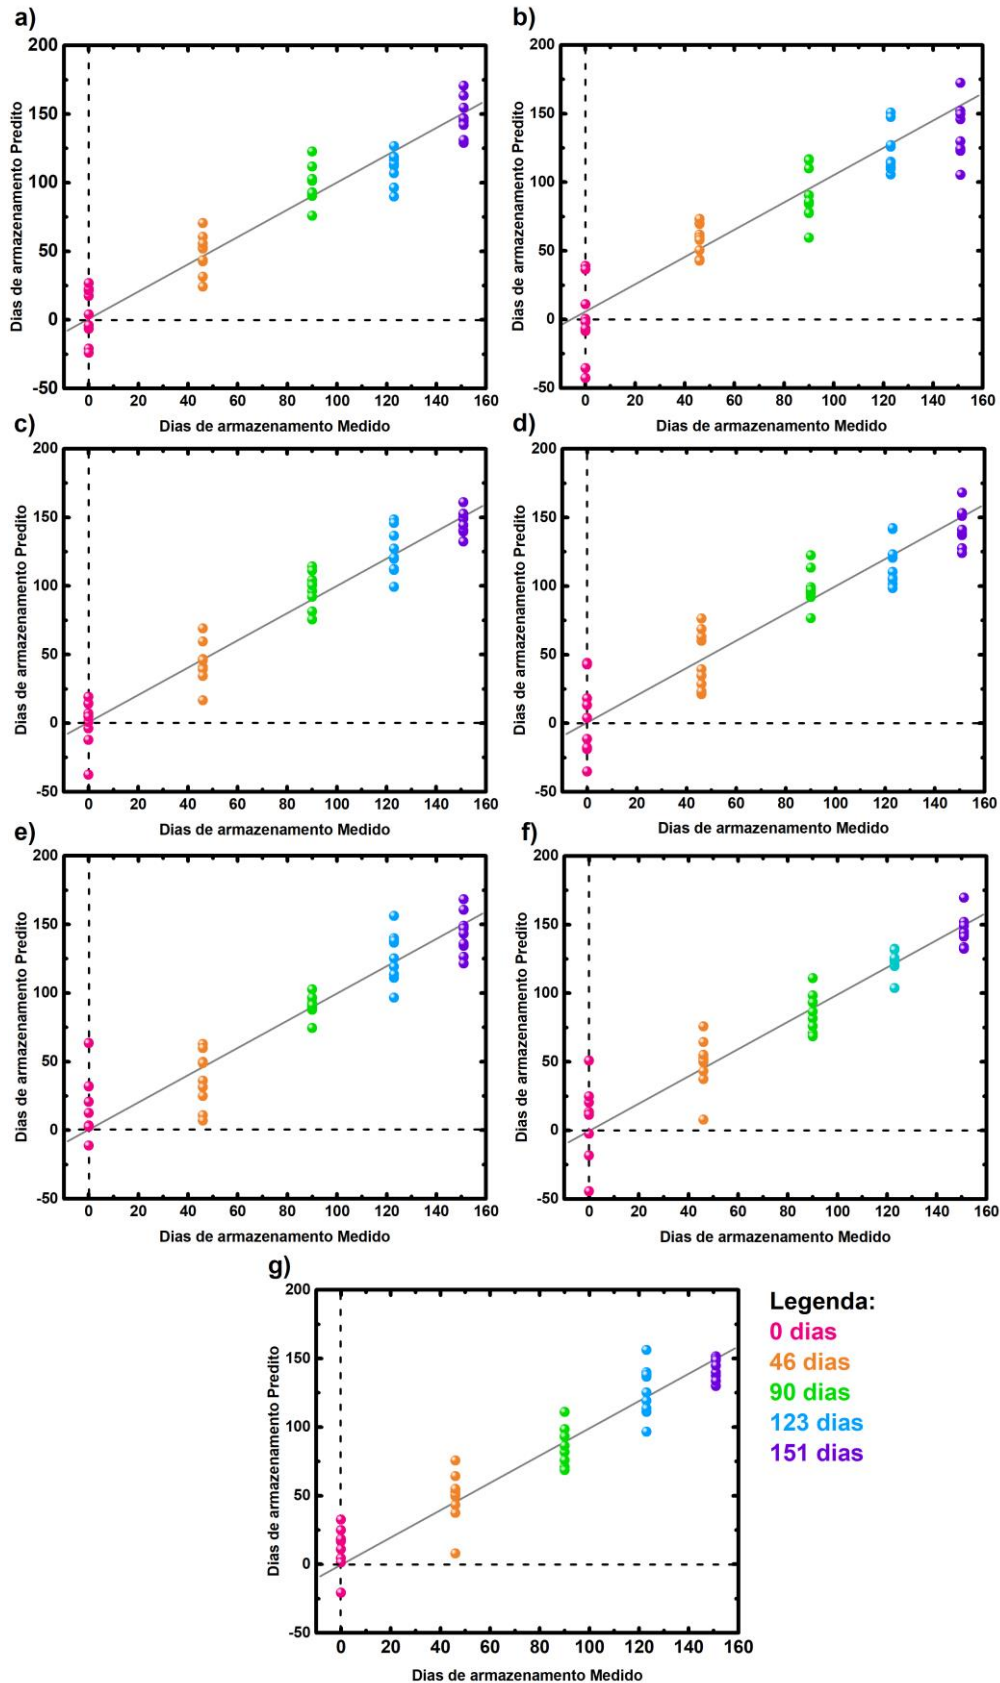 a)
200
150
100
50
0
-50
Dias de armazenamento Predito
0 20 40 60 80 100 120 140 160
Dias de armazenamento Medido
b)
200
150
100
50
0
-50
Dias de armazenamento Predito
0 20 40 60 80 100 120 140 160
Dias de armazenamento Medido
c)
200
150
100
50
0
-50
Dias de armazenamento Predito
0 20 40 60 80 100 120 140 160
Dias de armazenamento Medido
d)
200
150
100
50
0
-50
Dias de armazenamento Predito
0 20 40 60 80 100 120 140 160
Dias de armazenamento Medido
e)
200
150
100
50
0
-50
Dias de armazenamento Predito
0 20 40 60 80 100 120 140 160
Dias de armazenamento Medido
f)
200
150
100
50
0
-50
Dias de armazenamento Predito
0 20 40 60 80 100 120 140 160
Dias de armazenamento Medido
g)
200
150
100
50
0
-50
Dias de armazenamento Predito
0 20 40 60 80 100 120 140 160
Dias de armazenamento Medido
Legenda:
0 dias
46 dias
90 dias
123 dias
151 dias